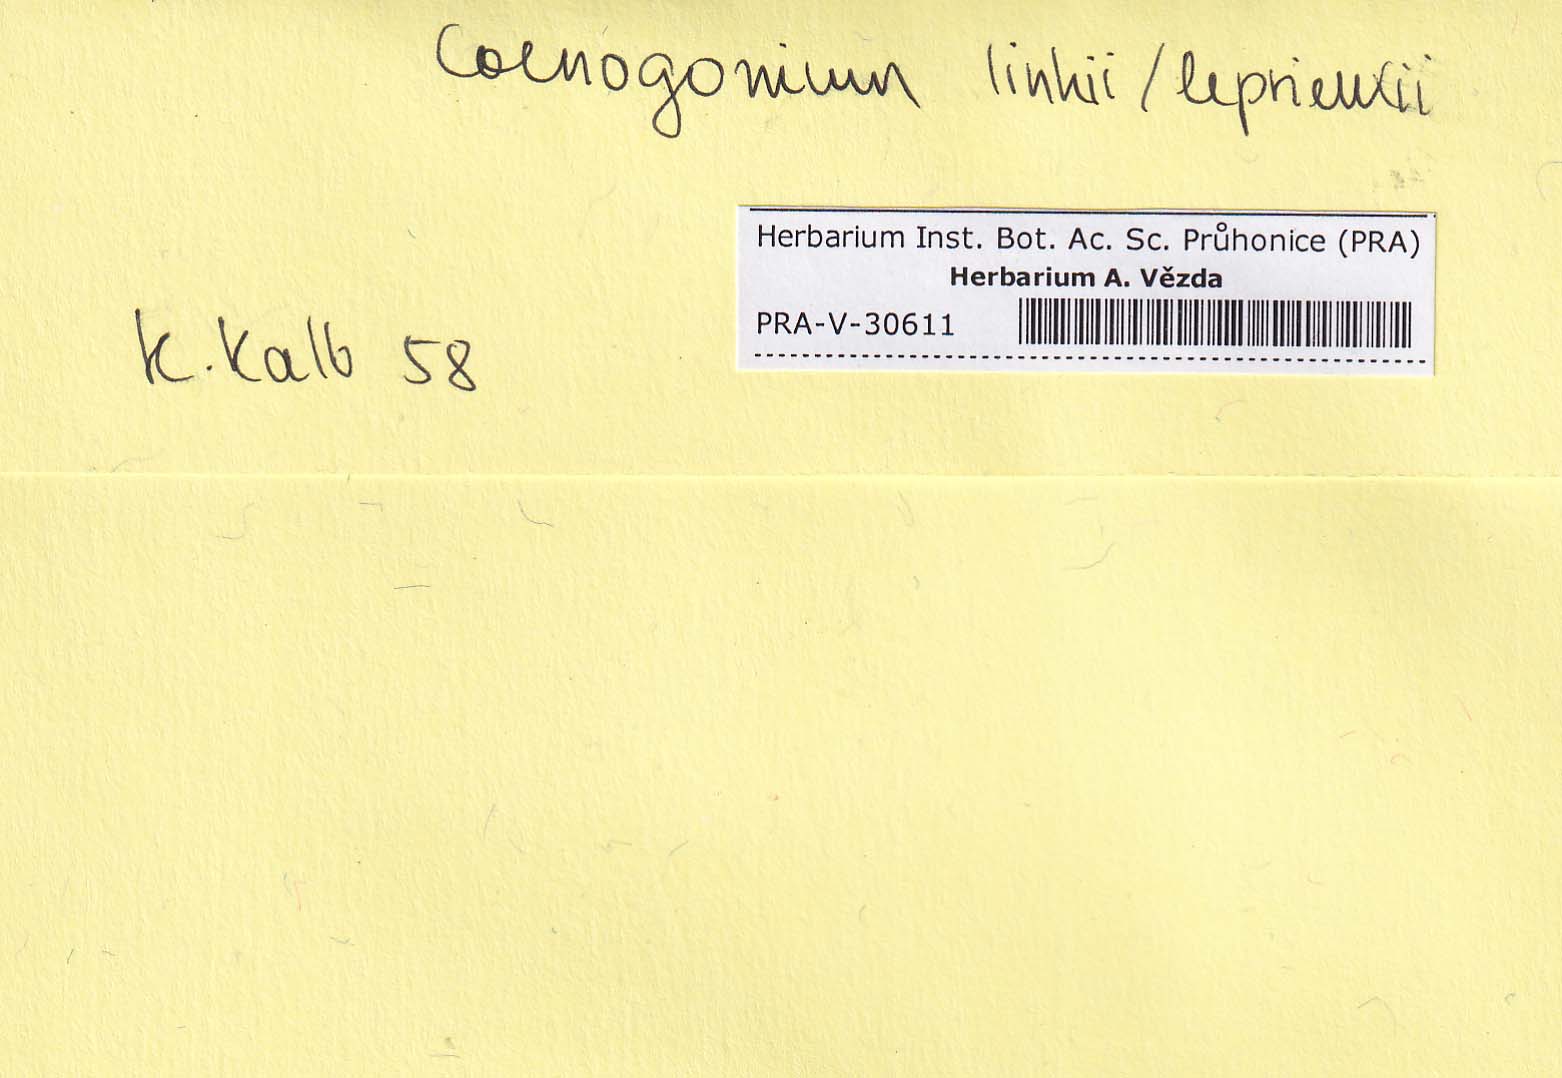 Coenogonium linkii / leprieurii
Herbarium Inst. Bot. Ac. Sc. Průhonice (PRA)
Herbarium A. Vězda
PRA-V-30611
K. Kalb 58